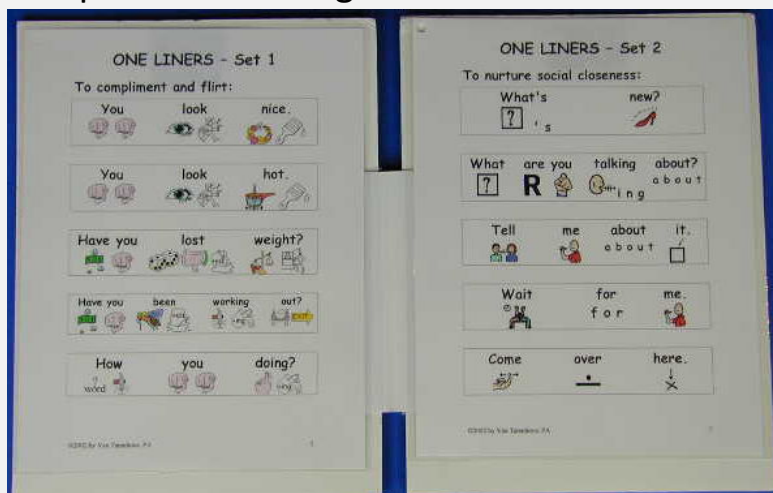 ONE LINERS - Set 1
To compliment and flirt:
You look nice.
You look hot.
Have you lost weight?
Have you been working out?
EXIT
How you doing?
word
ONE LINERS - Set 2
To nurture social closeness:
What's new?
? 's
What are you talking about?
? R ing about
Tell me about it.
about
Wait for me.
for
Come over here.